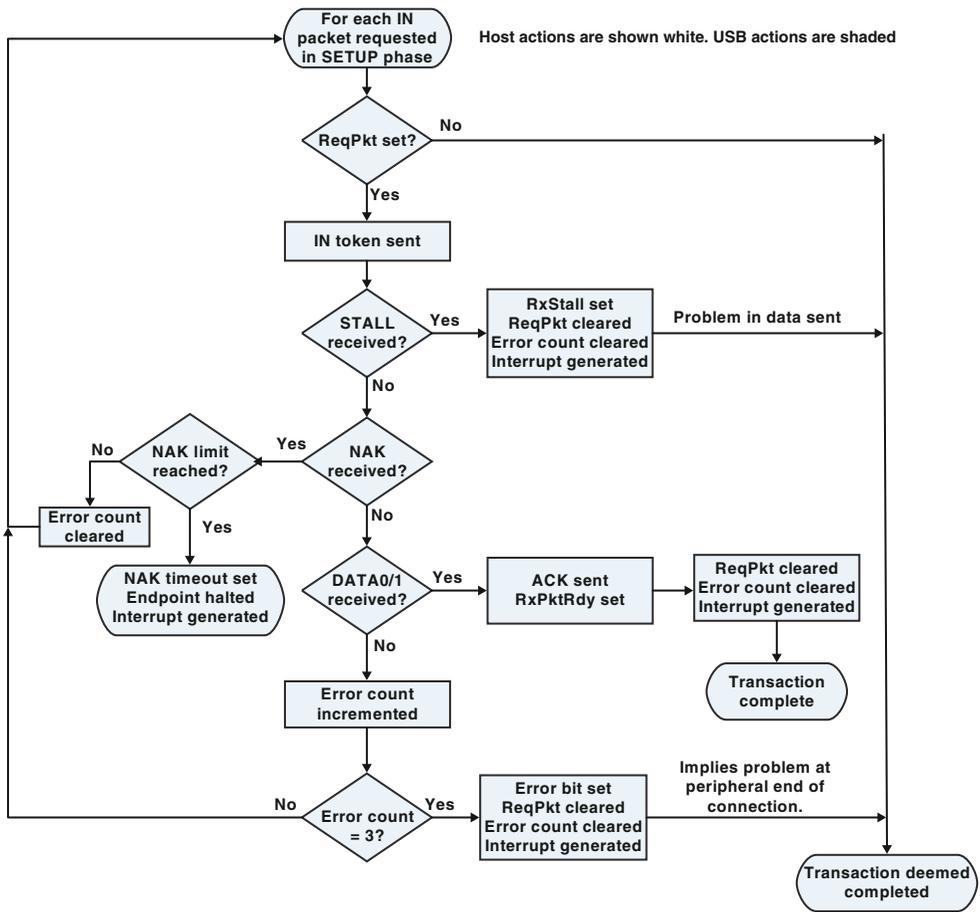 For each IN
packet requested
in SETUP phase
Host actions are shown white. USB actions are shaded
ReqPkt set?
No
Yes
IN token sent
STALL
received?
Yes
RxStall set
ReqPkt cleared
Error count cleared
Interrupt generated
Problem in data sent
No
NAK
received?
Yes
NAK limit
reached?
No
Error count
cleared
Yes
NAK timeout set
Endpoint halted
Interrupt generated
No
DATA0/1
received?
Yes
ACK sent
RxPktRdy set
ReqPkt cleared
Error count cleared
Interrupt generated
Transaction
complete
No
Error count
incremented
Error count
= 3?
No
Yes
Error bit set
ReqPkt cleared
Error count cleared
Interrupt generated
Implies problem at
peripheral end of
connection.
Transaction deemed
completed